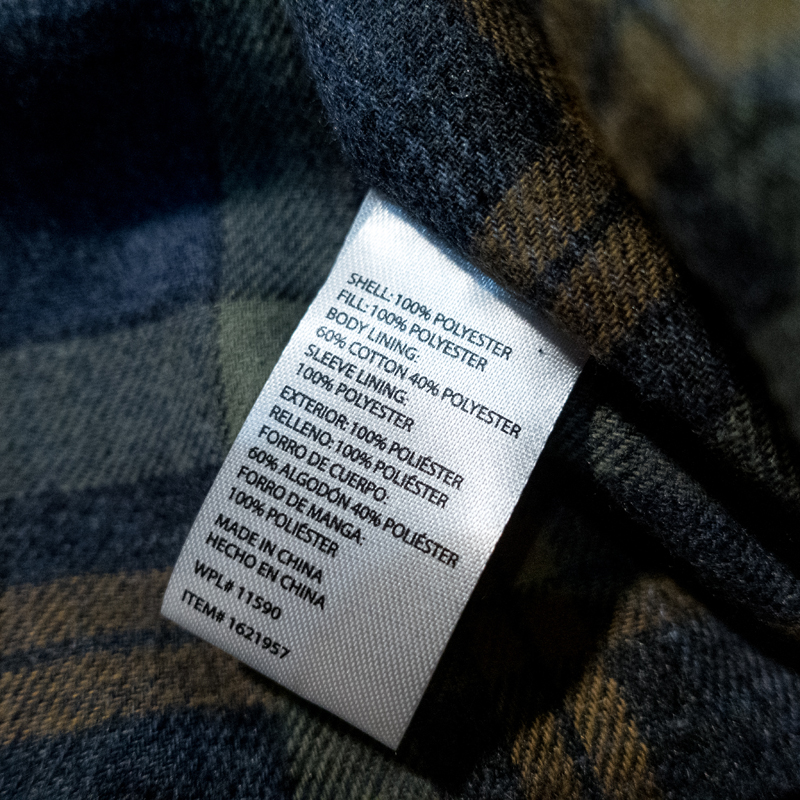 SHELL:100% POLYESTER
FILL:100% POLYESTER
BODY LINING:
60% COTTON 40% POLYESTER
SLEEVE LINING:
100% POLYESTER
EXTERIOR:100% POLIÉSTER
RELLENO:100% POLIÉSTER
FORRO DE CUERPO:
60% ALGODÓN 40% POLIÉSTER
FORRO DE MANGA:
100% POLIÉSTER
MADE IN CHINA
HECHO EN CHINA
WPL# 11590
ITEM# 1621957